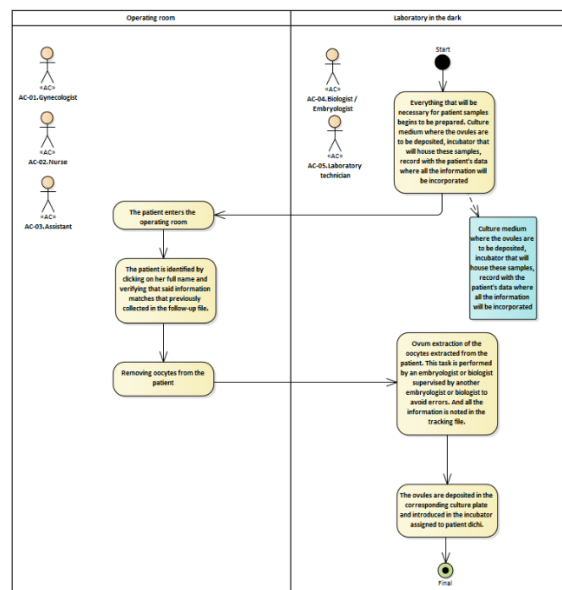 Operating room
Laboratory in the dark
«AC»
AC-01.Gynecologist
«AC»
AC-02.Nurse
«AC»
AC-03.Assistant
«AC»
AC-04.Biologist /
Embryologist
«AC»
AC-05.Laboratory
technician
Start
Everything that will be
necessary for patient samples
begins to be prepared. Culture
medium where the ovules are
to be deposited, incubator that
will house these samples,
record with the patient's data
where all the information will
be incorporated
Culture medium
where the ovules are
to be deposited,
incubator that will
house these samples,
record with the
patient's data where
all the information
will be incorporated
The patient enters the
operating room
The patient is identified by
clicking on her full name and
verifying that said information
matches that previously
collected in the follow-up file.
Removing oocytes from the
patient
Ovum extraction of the
oocytes extracted from the
patient. This task is performed
by an embryologist or biologist
supervised by another
embryologist or biologist to
avoid errors. And all the
information is noted in the
tracking file.
The ovules are deposited in the
corresponding culture plate
and introduced in the incubator
assigned to patient dichi.
Final